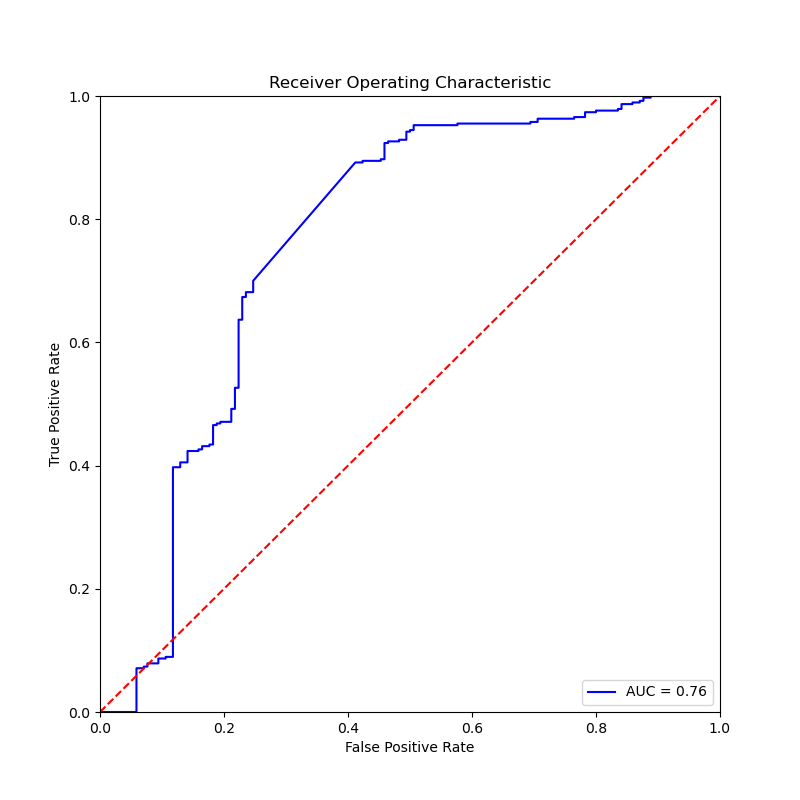 Receiver Operating Characteristic
1.0
0.8
0.6
0.4
0.2
0.0
True Positive Rate
AUC = 0.76
0.0 0.2 0.4 0.6 0.8 1.0
False Positive Rate